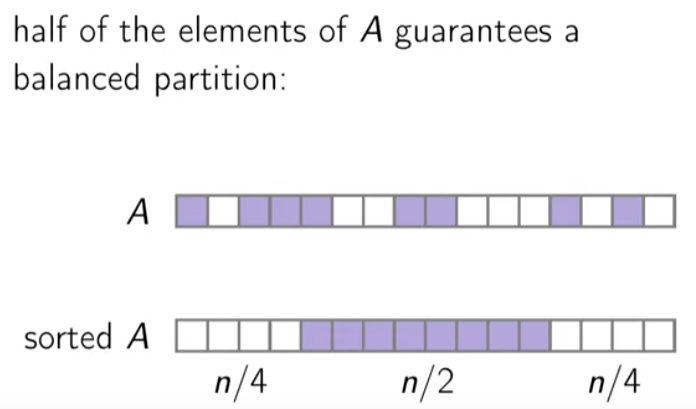 half of the elements of A guarantees a
balanced partition:
A
sorted A
n/4 n/2 n/4